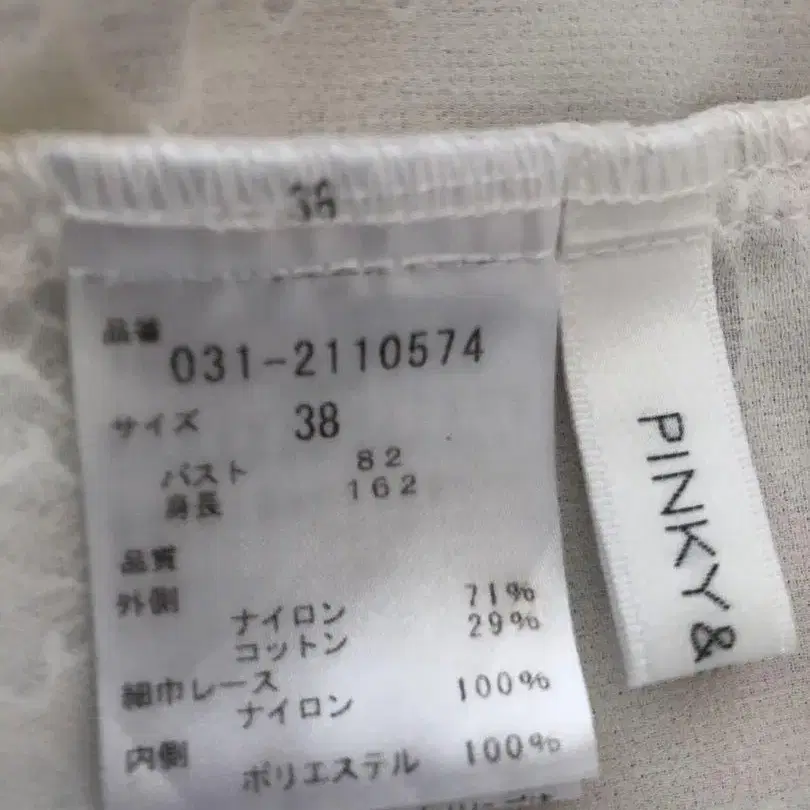 38
品番
031-2110574
サイズ 38
バスト 82
身長 162
品質
外側
ナイロン 71%
コットン 29%
細巾レース
ナイロン 100%
内側
ポリエステル 100%
PINKY &